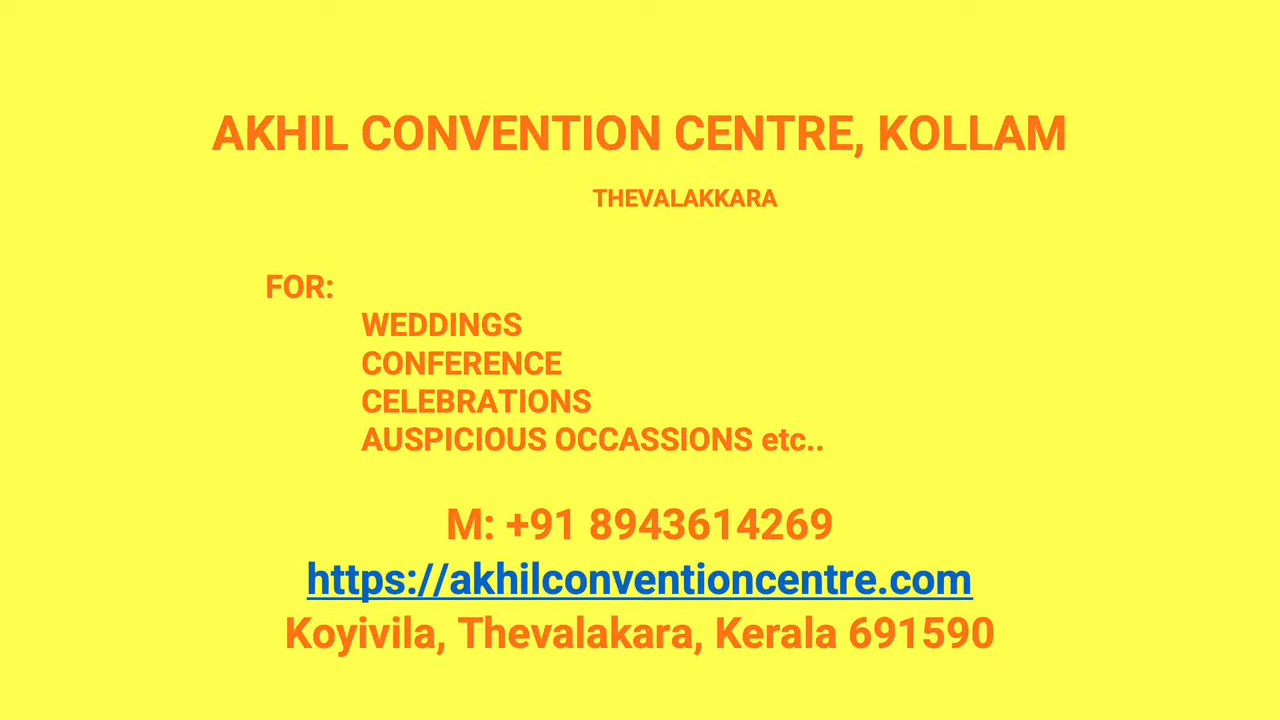 AKHIL CONVENTION CENTRE, KOLLAM
THEVALAKKARA
FOR:
WEDDINGS
CONFERENCE
CELEBRATIONS
AUSPICIOUS OCCASSIONS etc..
M: +91 8943614269
https://akhilconventioncentre.com
Koyivila, Thevalakara, Kerala 691590